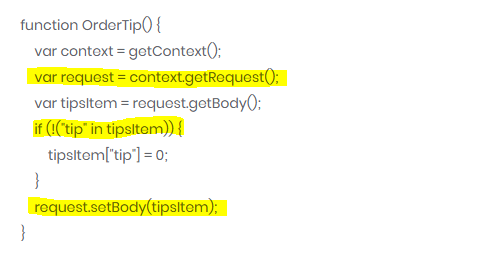 function OrderTip() {
var context = getContext();
var request = context.getRequest();
var tipsItem = request.getBody();
if (!("tip" in tipsItem)) {
tipsItem["tip"] = 0;
}
request.setBody(tipsItem);
}